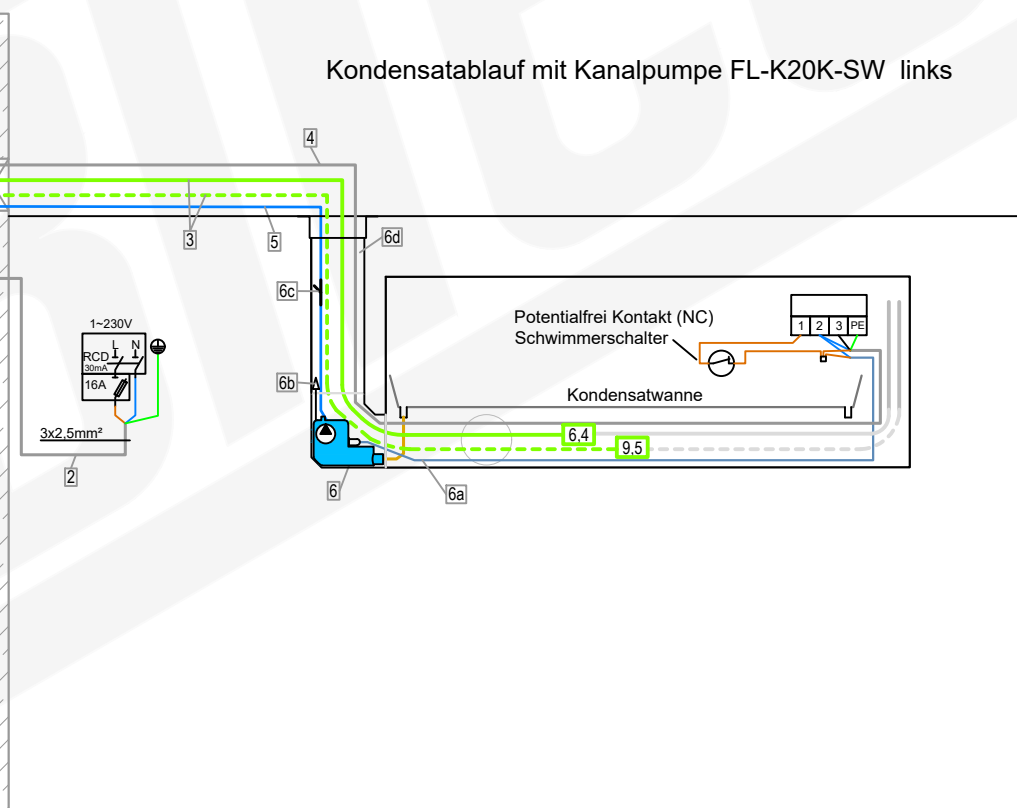 Kondensatablauf mit Kanalpumpe FL-K20K-SW links
4
3
5
6d
6c
Potentialfrei Kontakt (NC)
Schwimmerschalter
1 2 3 PE
1~230V
L N
RCD
30mA
16A
6b
Kondensatwanne
3x2,5mm²
6,4
9,5
2
6
6a